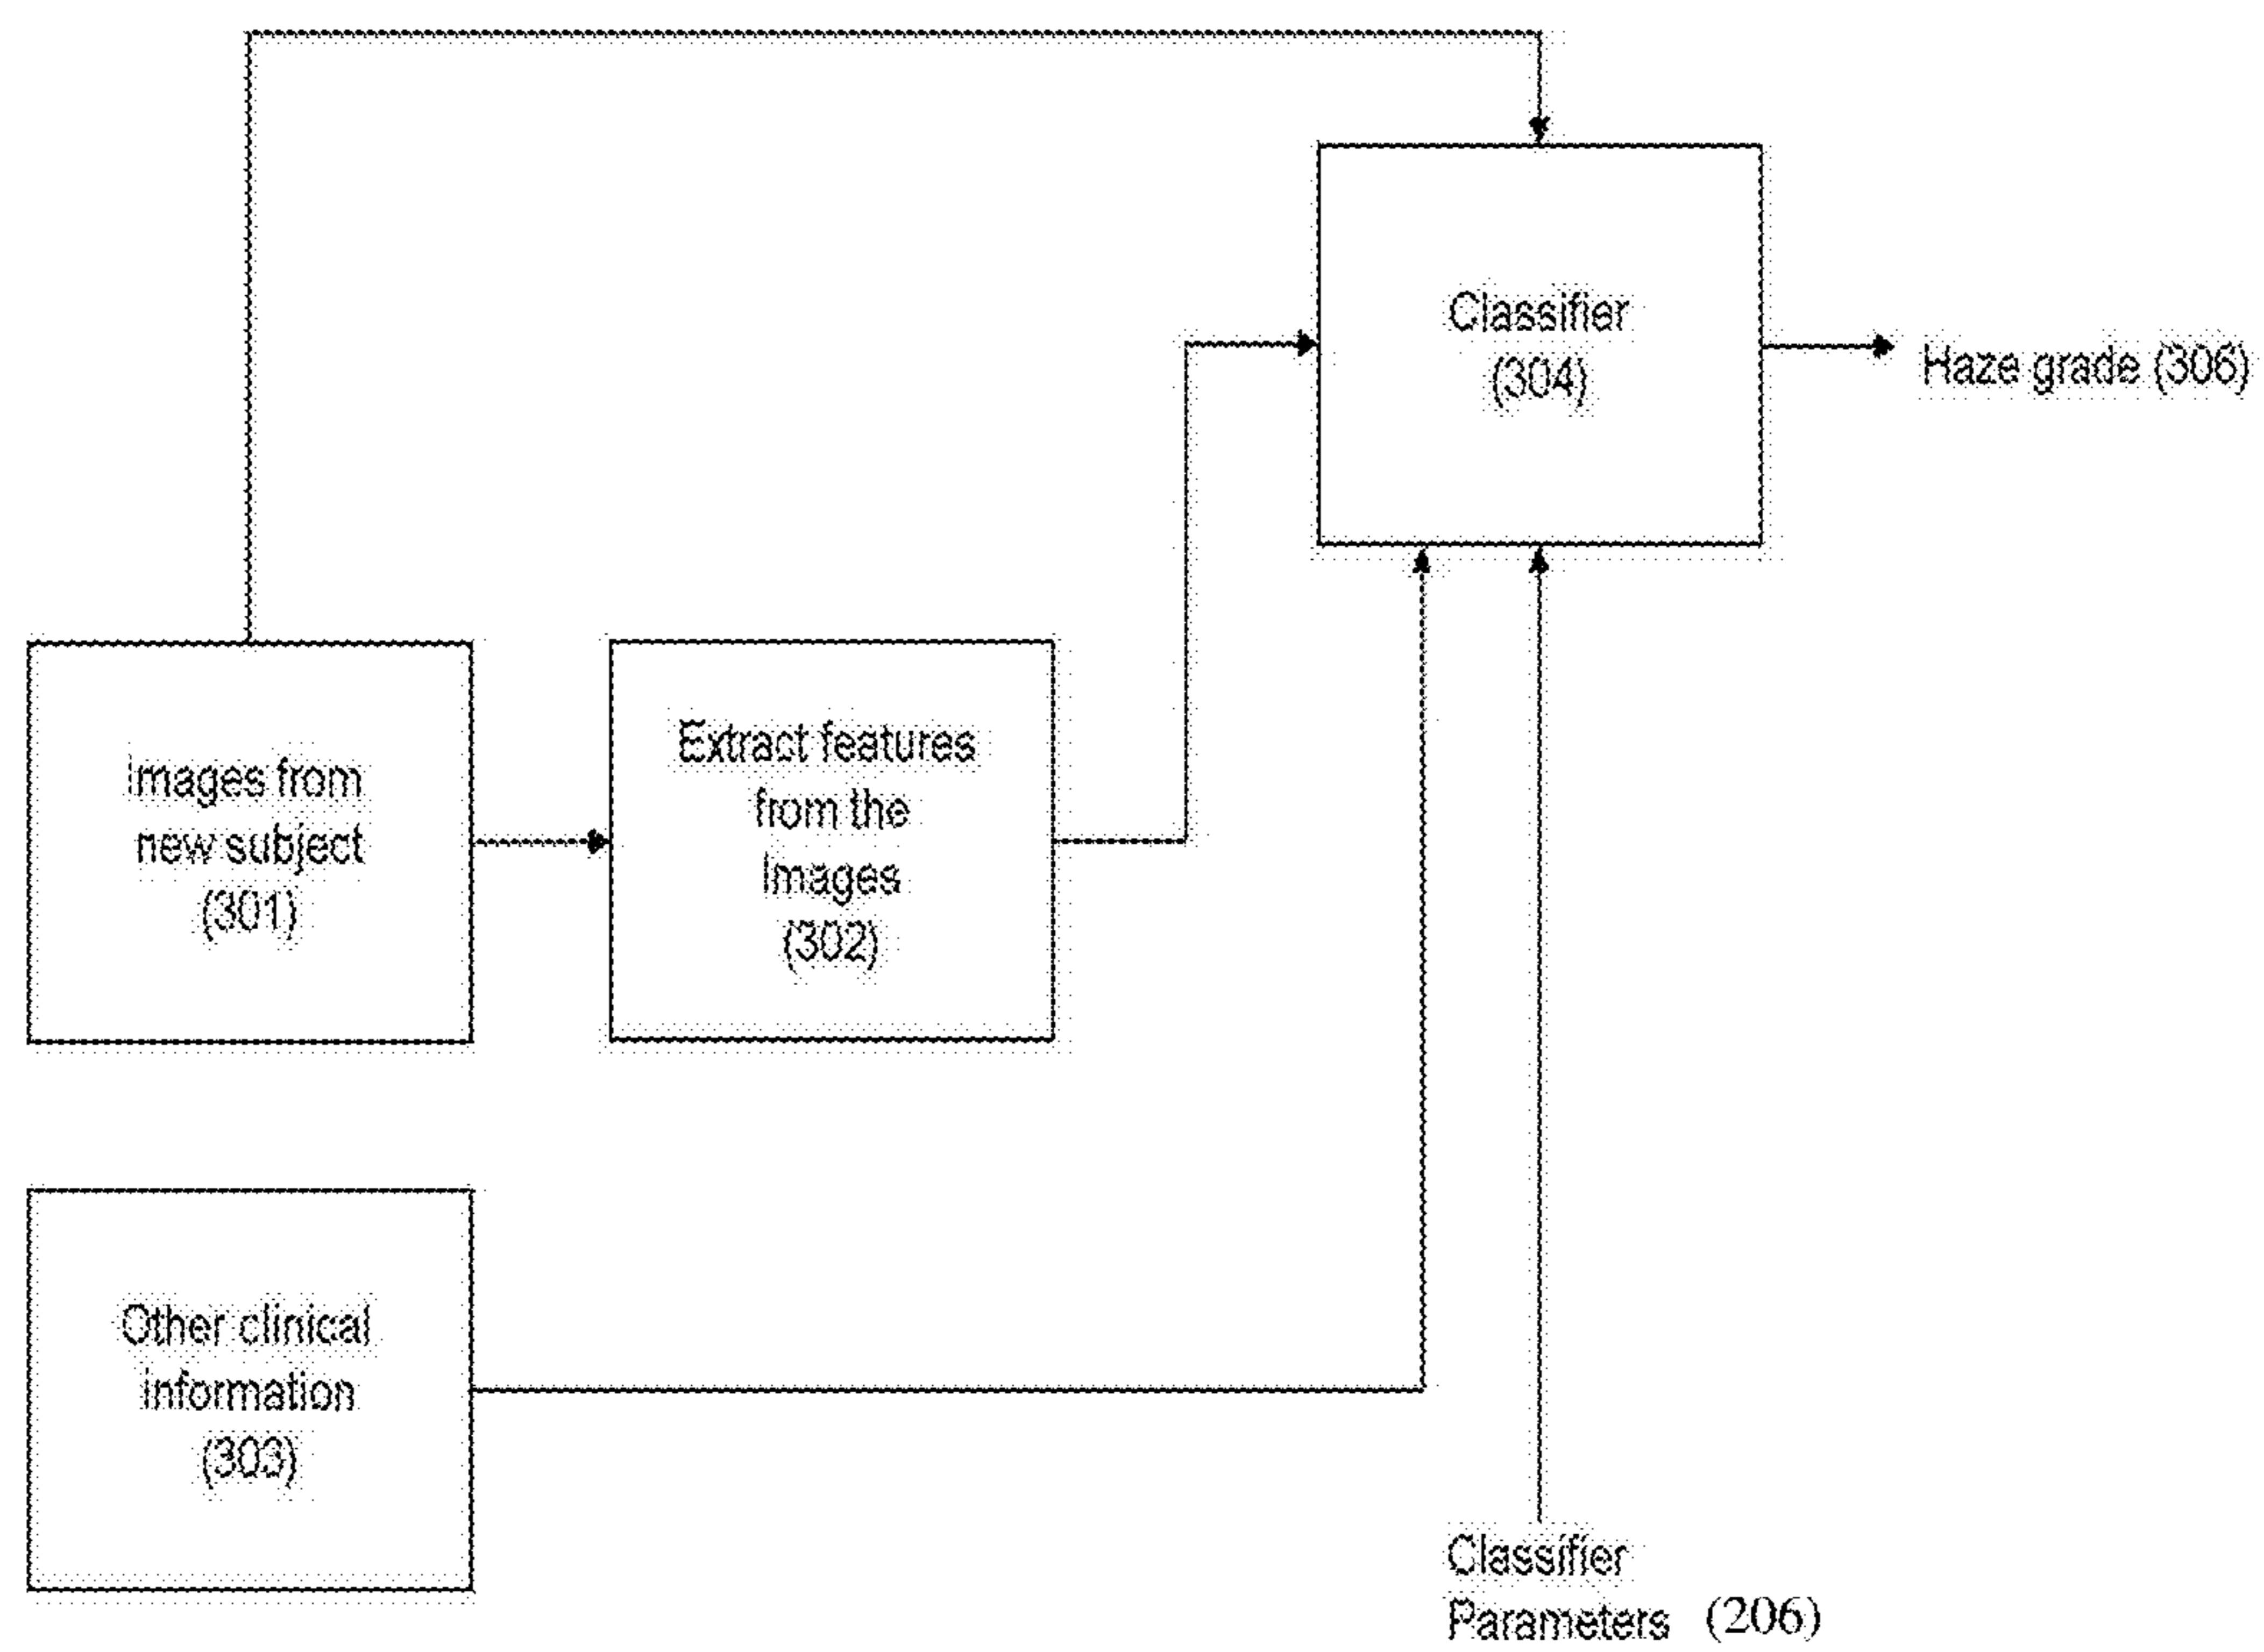 Classifier
(304)
Haze grade (306)
Images from
new subject
(301)
Extract features
from the
images
(302)
Other clinical
information
(303)
Classifier
Parameters (206)